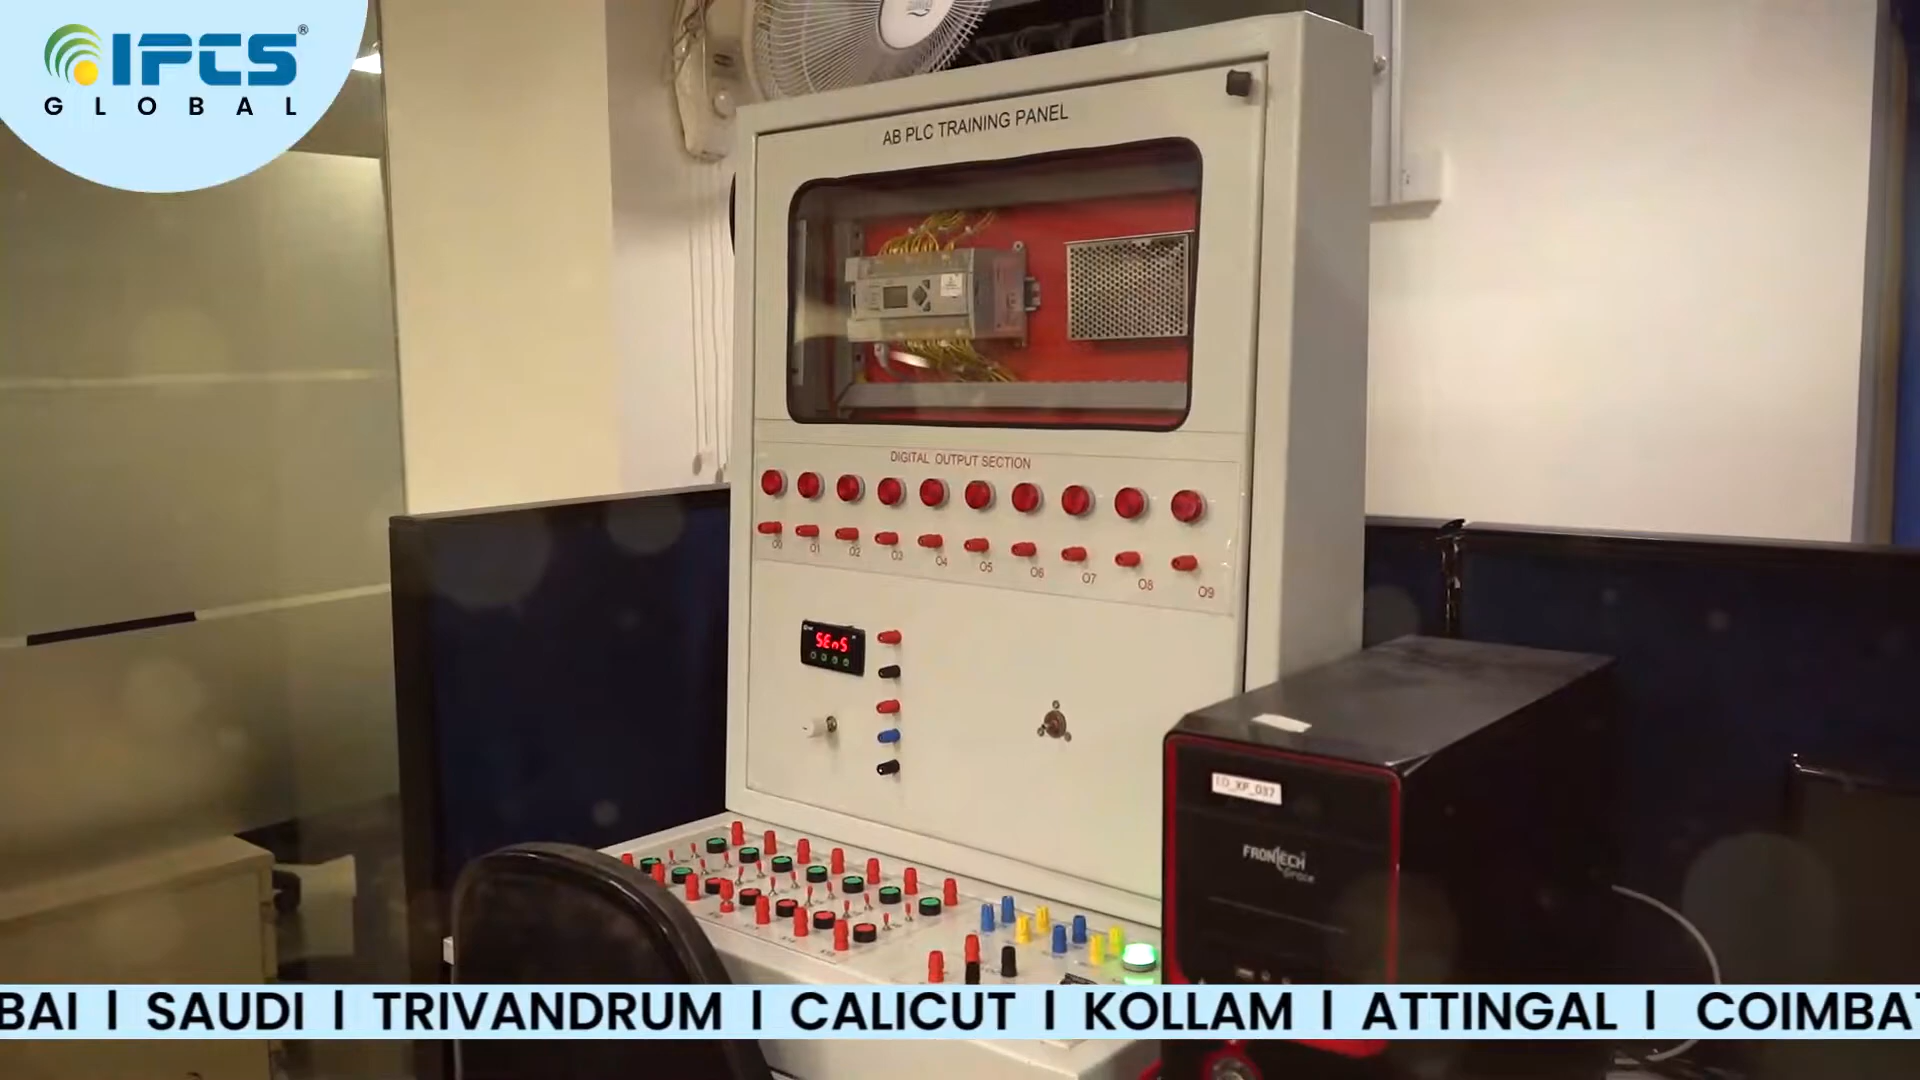 IPCS®
GLOBAL
AB PLC TRAINING PANEL
DIGITAL OUTPUT SECTION
O0 O1 O2 O3 O4 O5 O6 O7 O8 O9
SEnS
FRONTECH
BAI | SAUDI | TRIVANDRUM | CALICUT | KOLLAM | ATTINGAL | COIMBAT